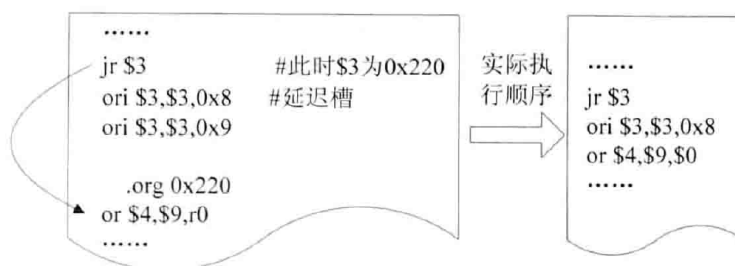 ……
jr $3 #此时$3为0x220
ori $3,$3,0x8 #延迟槽
ori $3,$3,0x9
.org 0x220
or $4,$9,r0
……
实际执
行顺序
……
jr $3
ori $3,$3,0x8
or $4,$9,$0
……